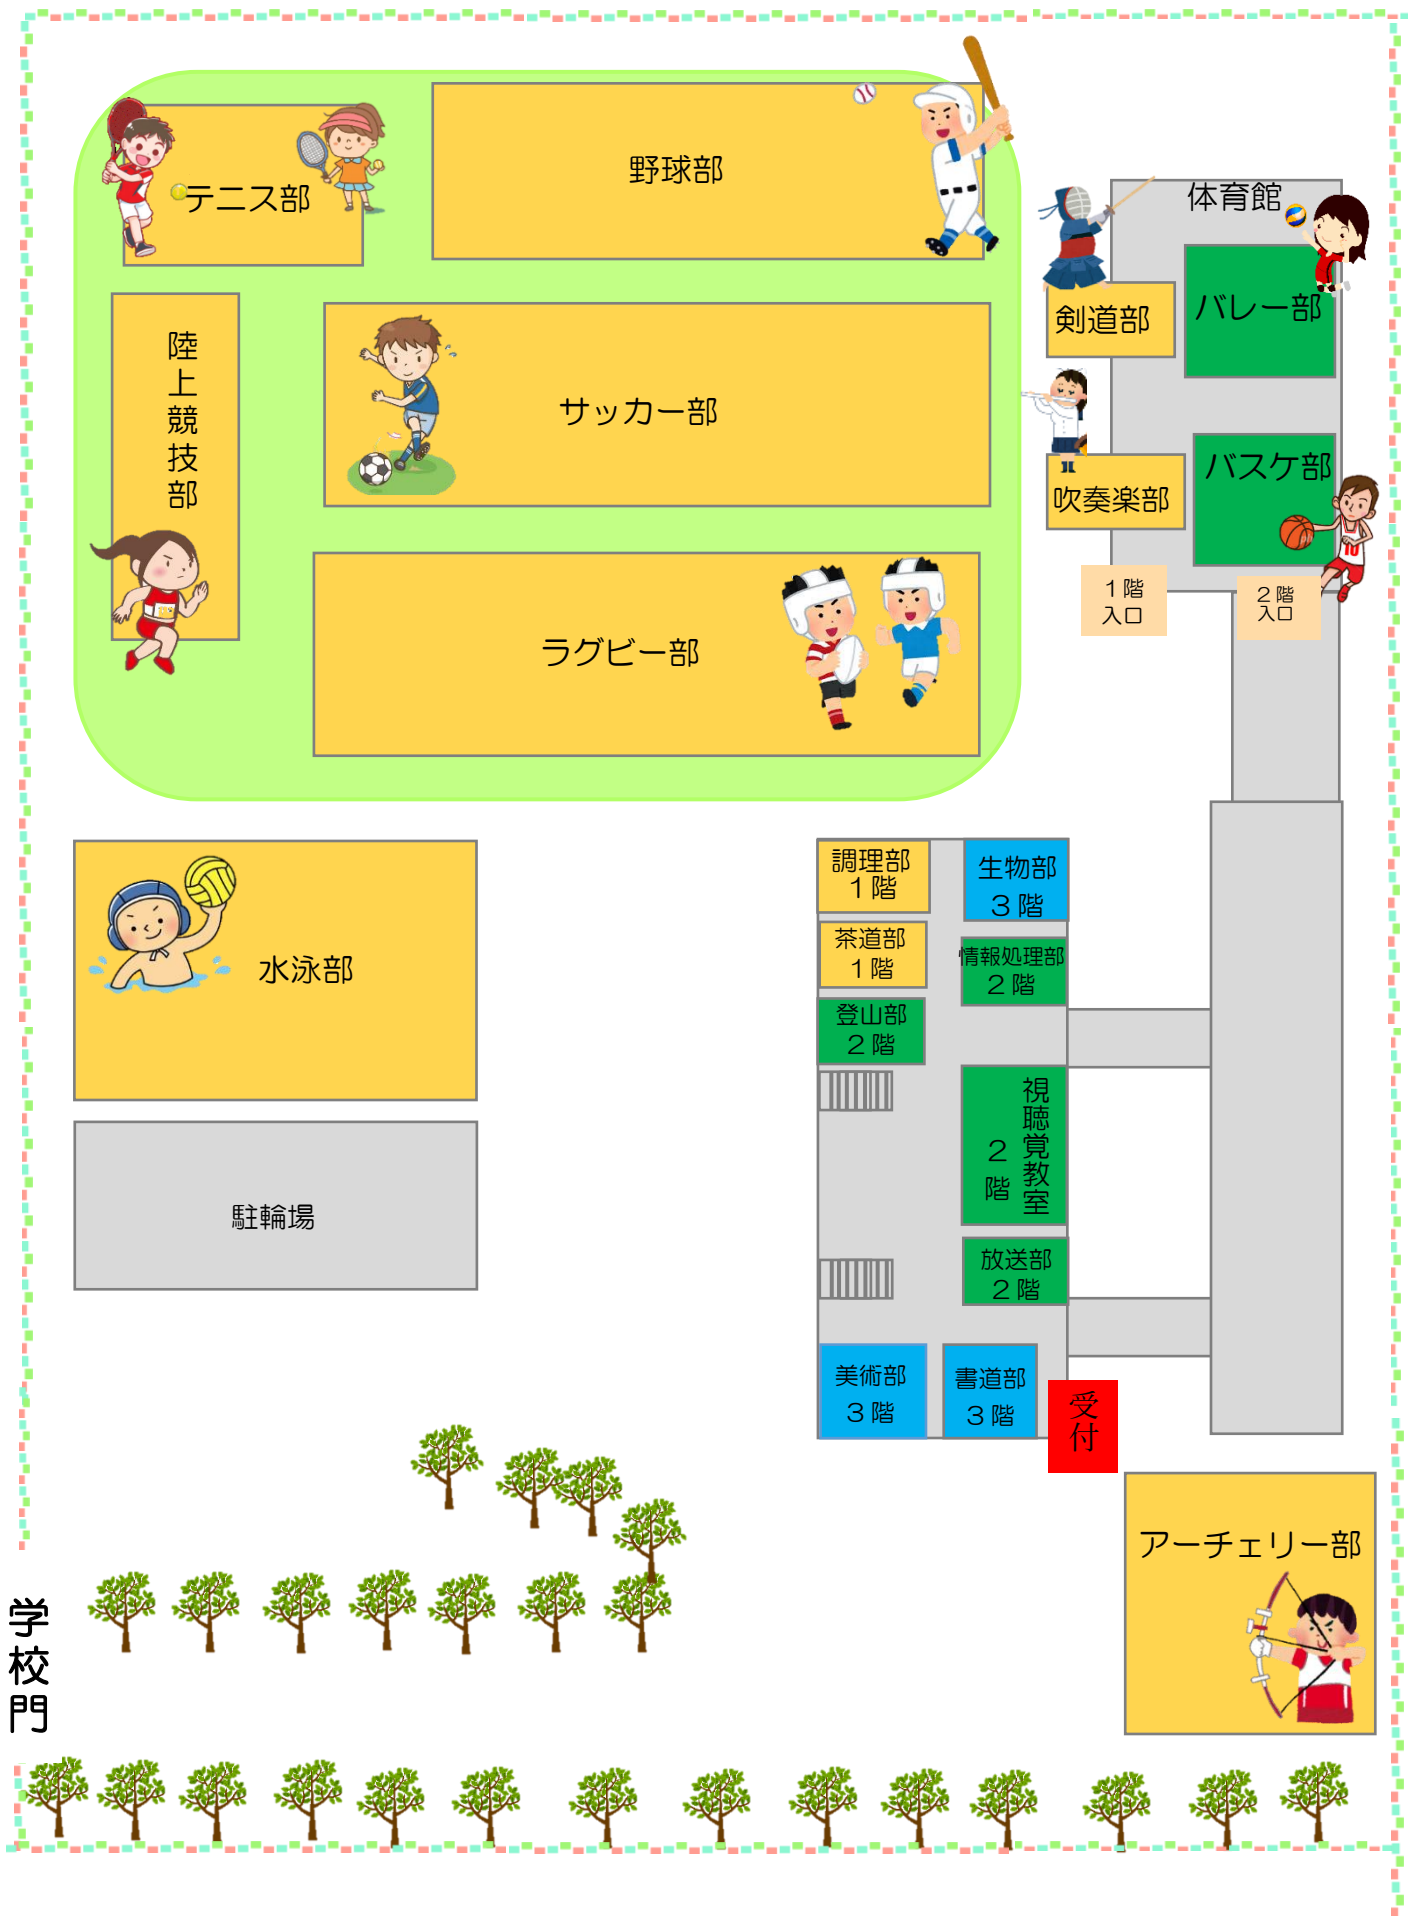 野球部
テニス部
体育館
バレー部
剣道部
陸上競技部
サッカー部
バスケ部
吹奏楽部
１階
入口
２階
入口
ラグビー部
10
調理部
１階
生物部
３階
茶道部
１階
情報処理部
２階
水泳部
登山部
２階
視聴覚教室
２階
駐輪場
放送部
２階
美術部
３階
書道部
３階
受付
アーチェリー部
学校門